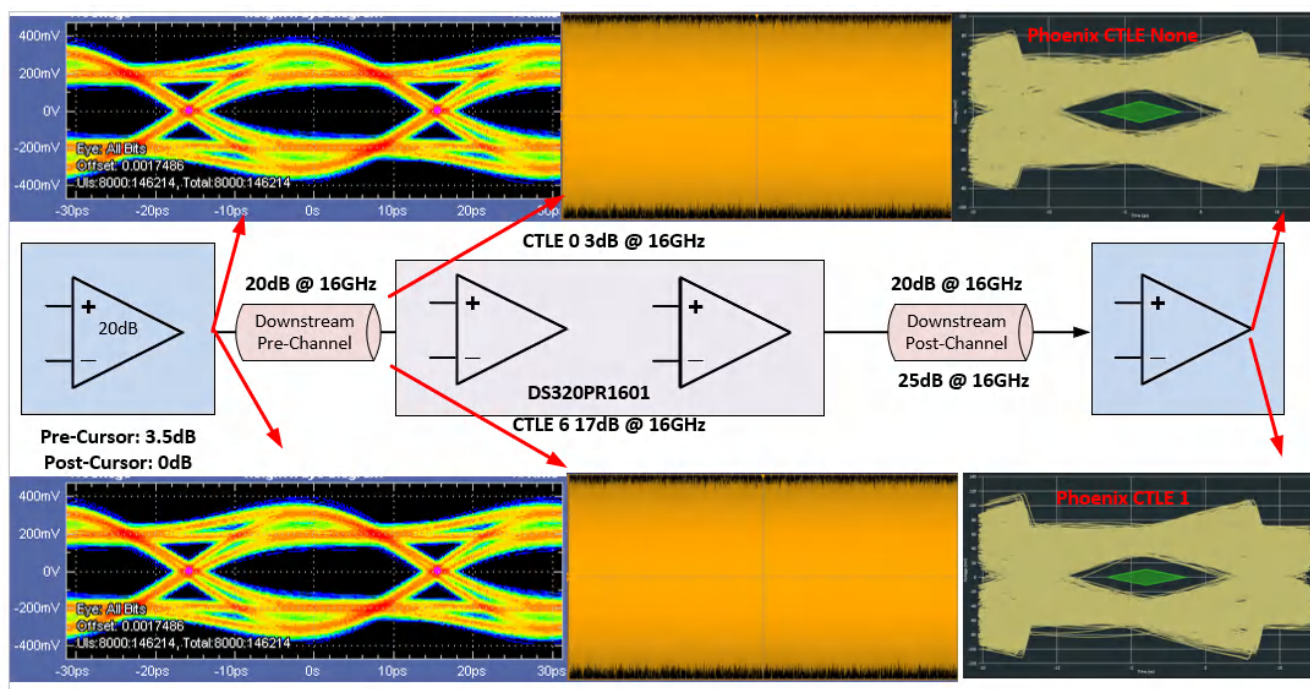 400mV
200mV
0V
-200mV
-400mV
Eye: All Bits
Offset: 0.0017486
UIs:8000:146214, Total:8000:146214
-30ps
-20ps
-10ps
0s
10ps
20ps
Phoenix CTLE None
CTLE 0 3dB @ 16GHz
20dB @ 16GHz
20dB @ 16GHz
+
20dB
Downstream
Pre-Channel
+
+
Downstream
Post-Channel
+
DS320PR1601
25dB @ 16GHz
CTLE 6 17dB @ 16GHz
Pre-Cursor: 3.5dB
Post-Cursor: 0dB
400mV
200mV
0V
-200mV
-400mV
Eye: All Bits
Offset: 0.0017486
UIs:8000:146214, Total:8000:146214
-30ps
-20ps
-10ps
0s
10ps
20ps
30ps
Phoenix CTLE 1